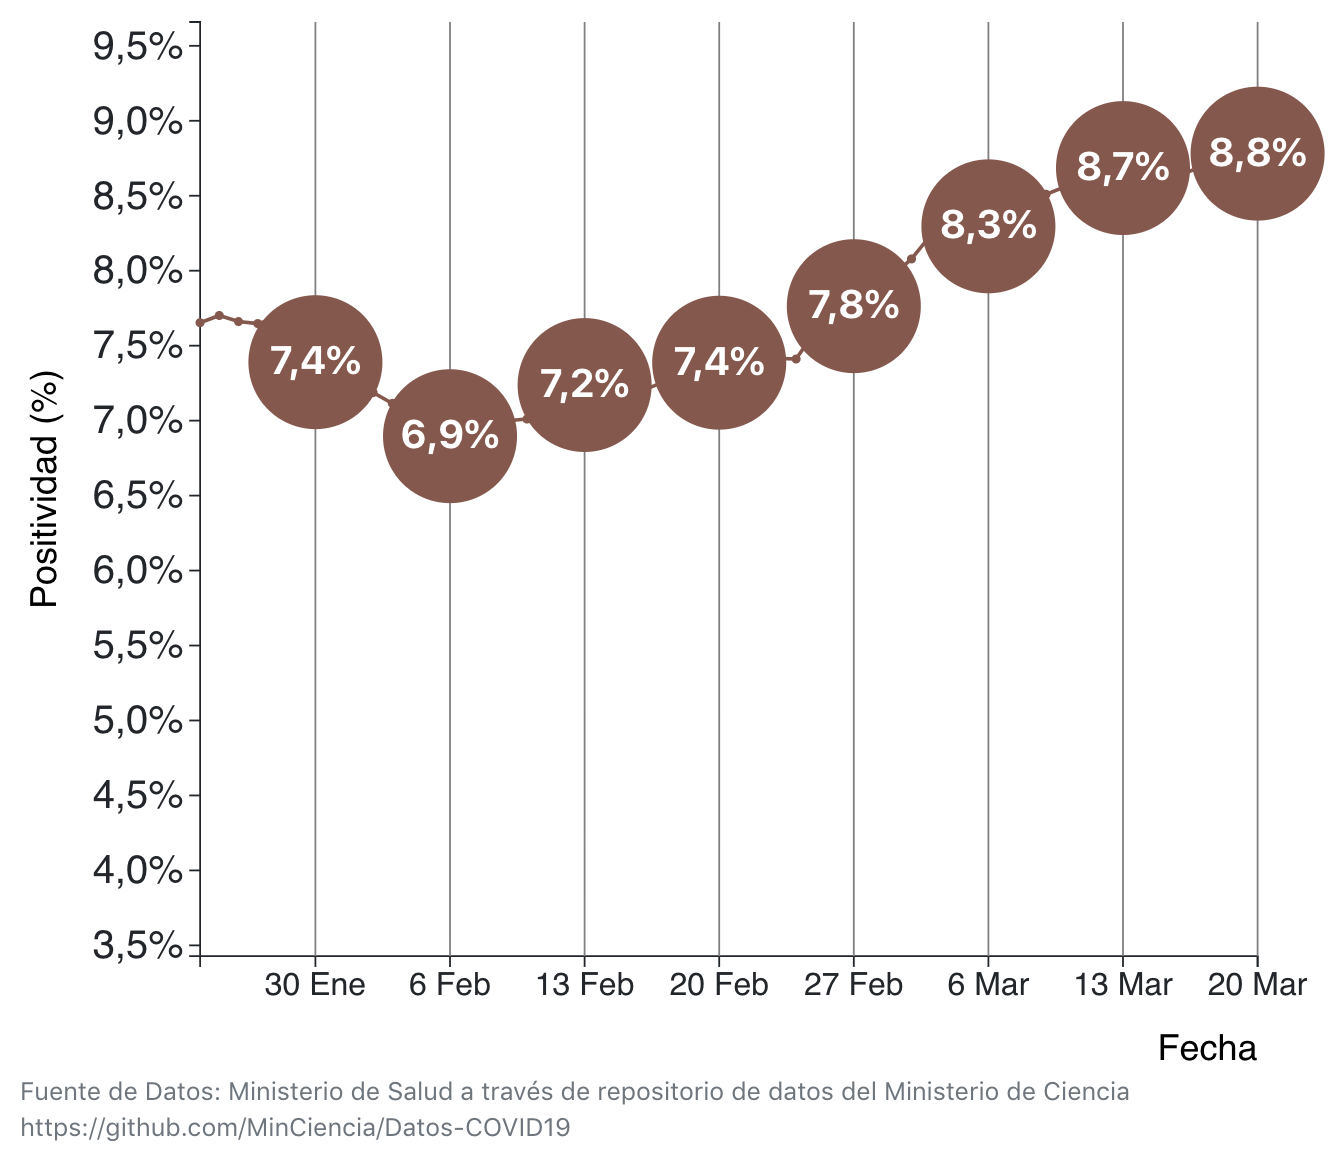 9,5%
9,0%
8,5%
8,0%
7,5%
7,0%
6,5%
6,0%
5,5%
5,0%
4,5%
4,0%
3,5%
Positividad (%)
7,4%
6,9%
7,2%
7,4%
7,8%
8,3%
8,7%
8,8%
30 Ene
6 Feb
13 Feb
20 Feb
27 Feb
6 Mar
13 Mar
20 Mar
Fecha
Fuente de Datos: Ministerio de Salud a través de repositorio de datos del Ministerio de Ciencia
https://github.com/MinCiencia/Datos-COVID19